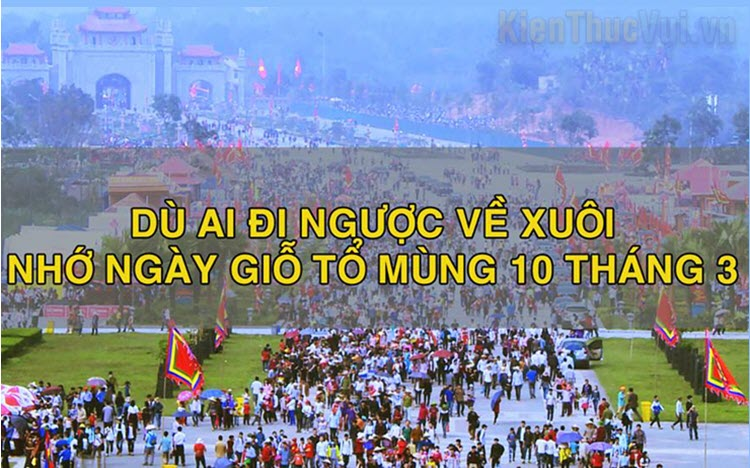 KienThucVui.vn
DÙ AI ĐI NGƯỢC VỀ XUÔI
NHỚ NGÀY GIỖ TỔ MÙNG 10 THÁNG 3